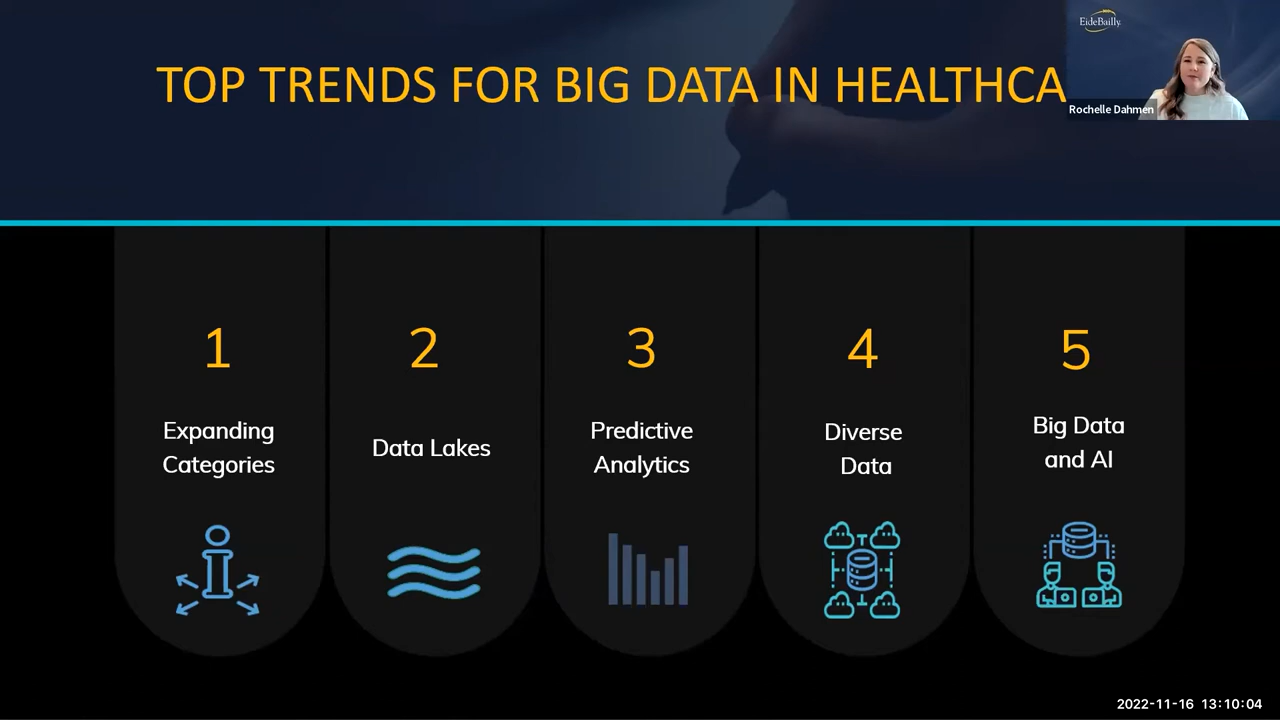 TOP TRENDS FOR BIG DATA IN HEALTHCA
EideBailly
Rochelle Dahmen
1
Expanding
Categories
2
Data Lakes
3
Predictive
Analytics
4
Diverse
Data
5
Big Data
and AI
2022-11-16 13:10:04